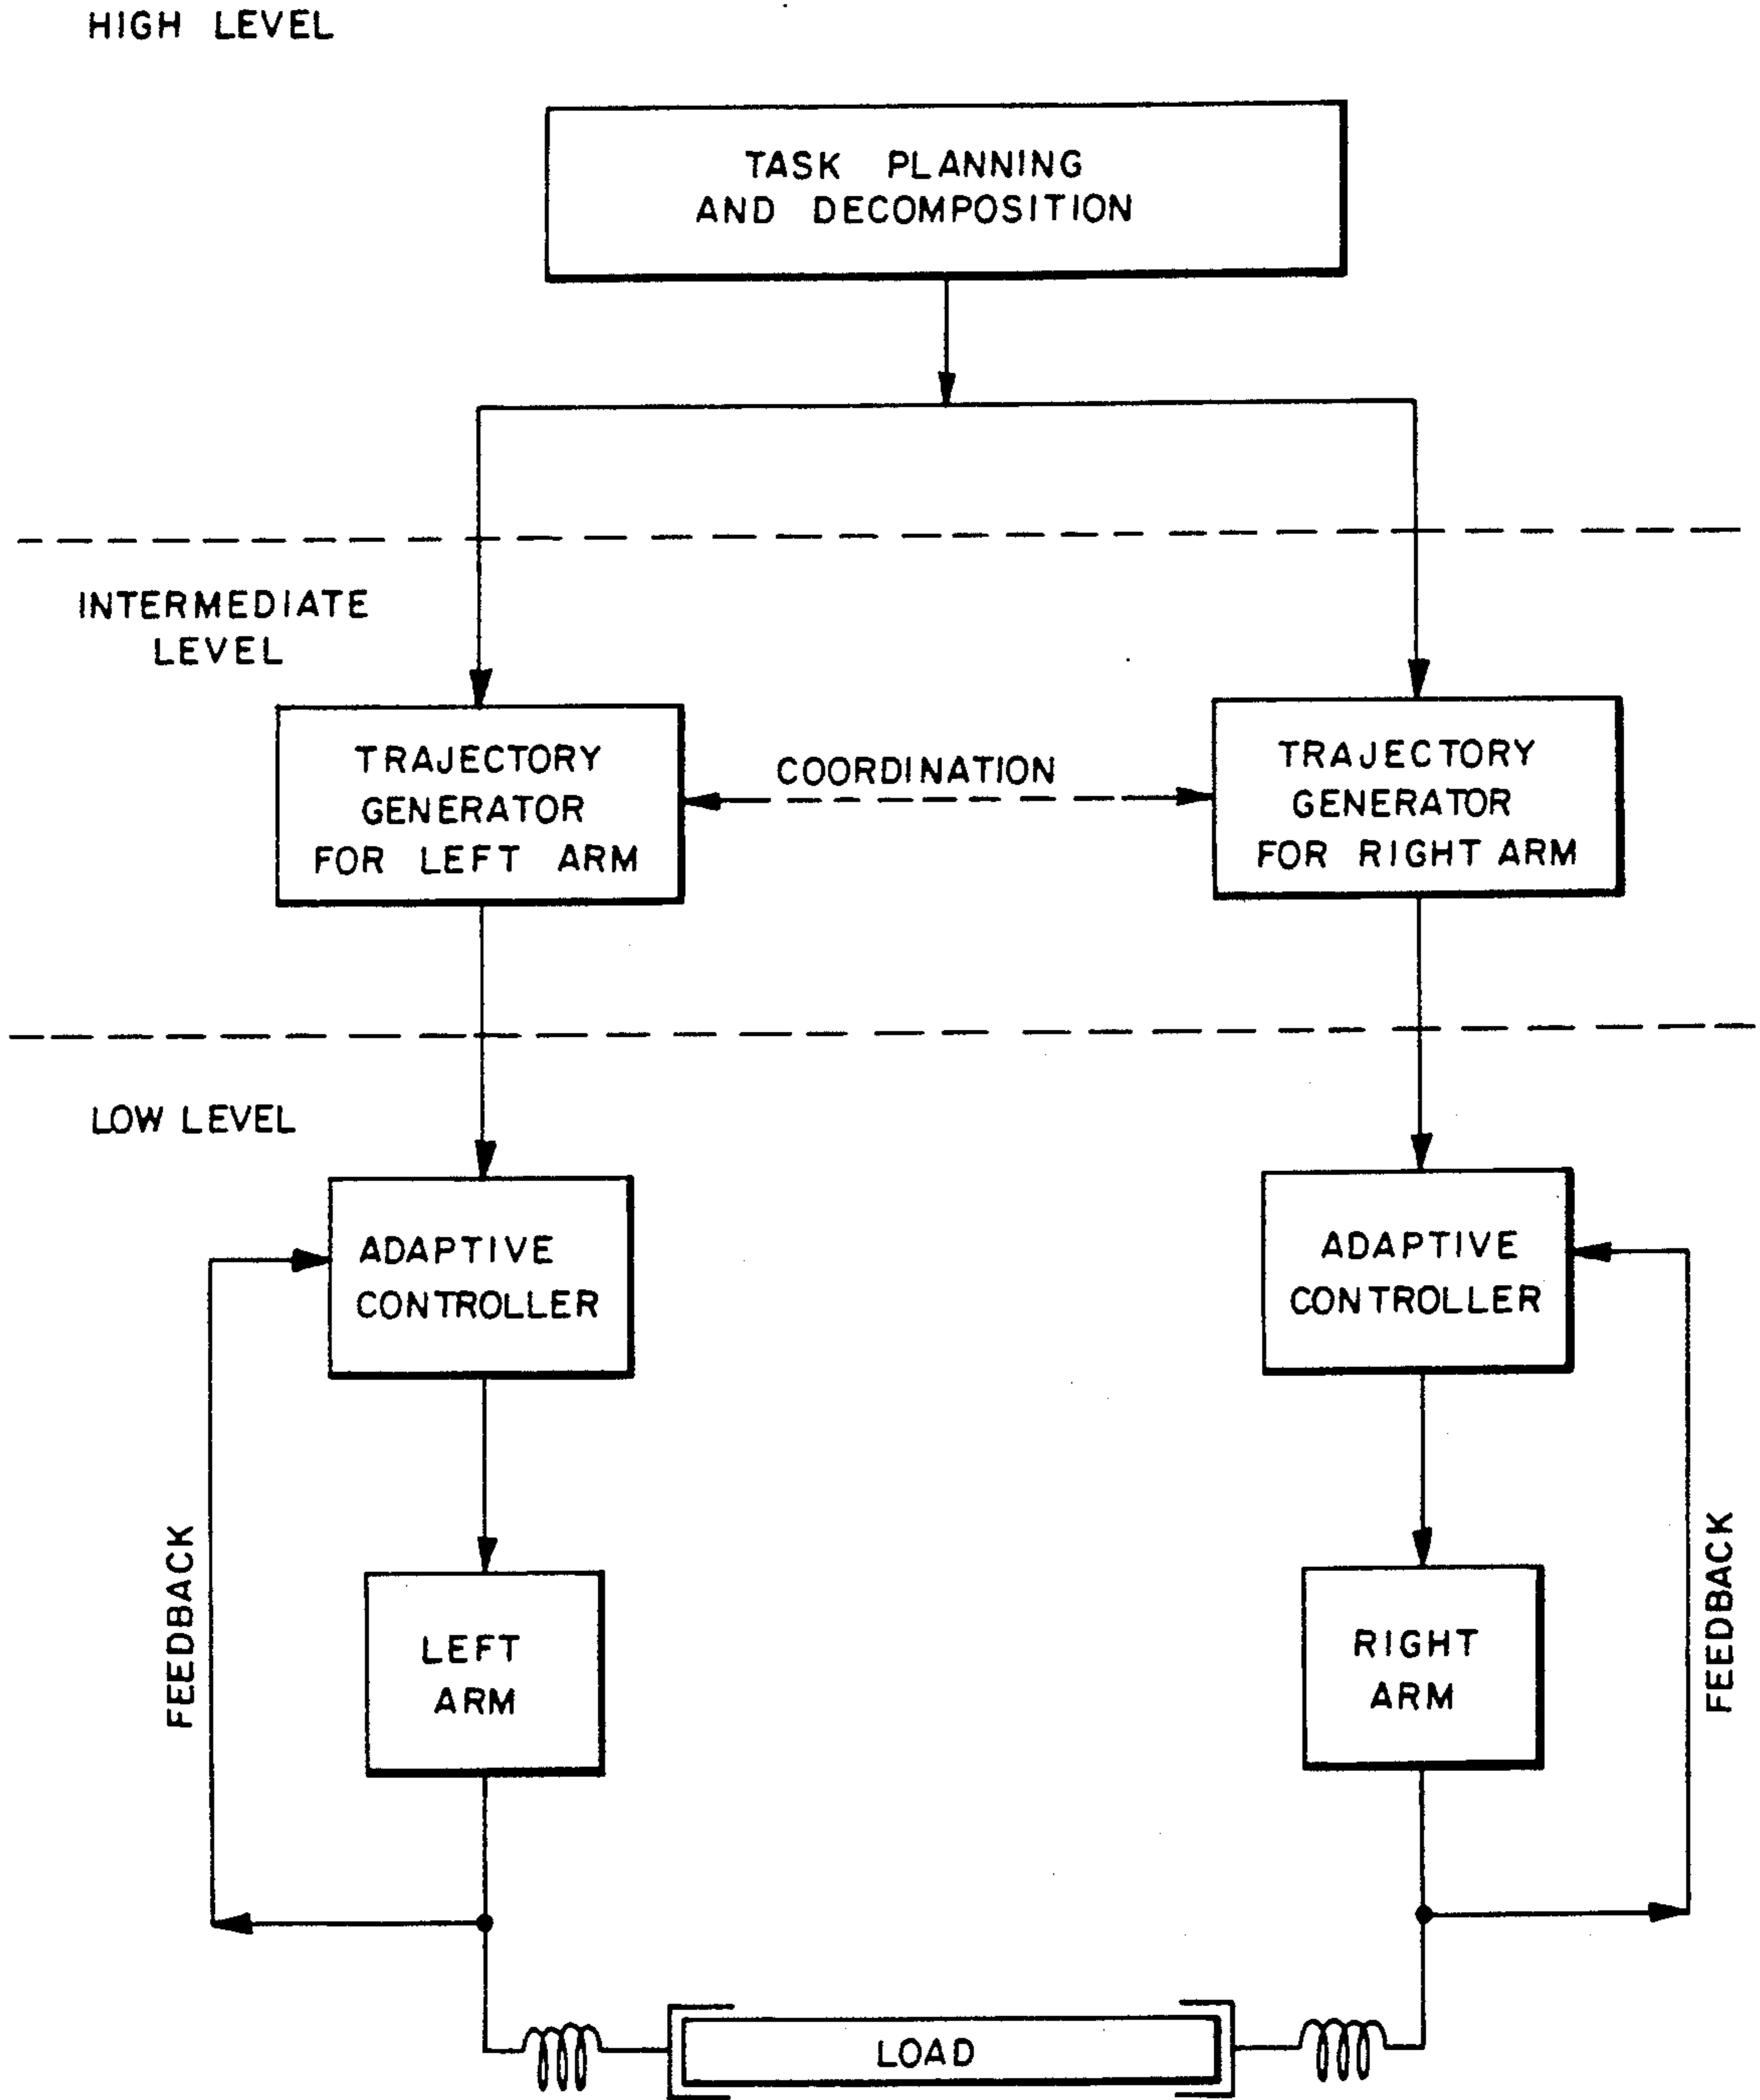 HIGH LEVEL
TASK PLANNING
AND DECOMPOSITION
INTERMEDIATE
LEVEL
TRAJECTORY
GENERATOR
FOR LEFT ARM
COORDINATION
TRAJECTORY
GENERATOR
FOR RIGHT ARM
LOW LEVEL
ADAPTIVE
CONTROLLER
ADAPTIVE
CONTROLLER
FEEDBACK
LEFT
ARM
RIGHT
ARM
FEEDBACK
LOAD